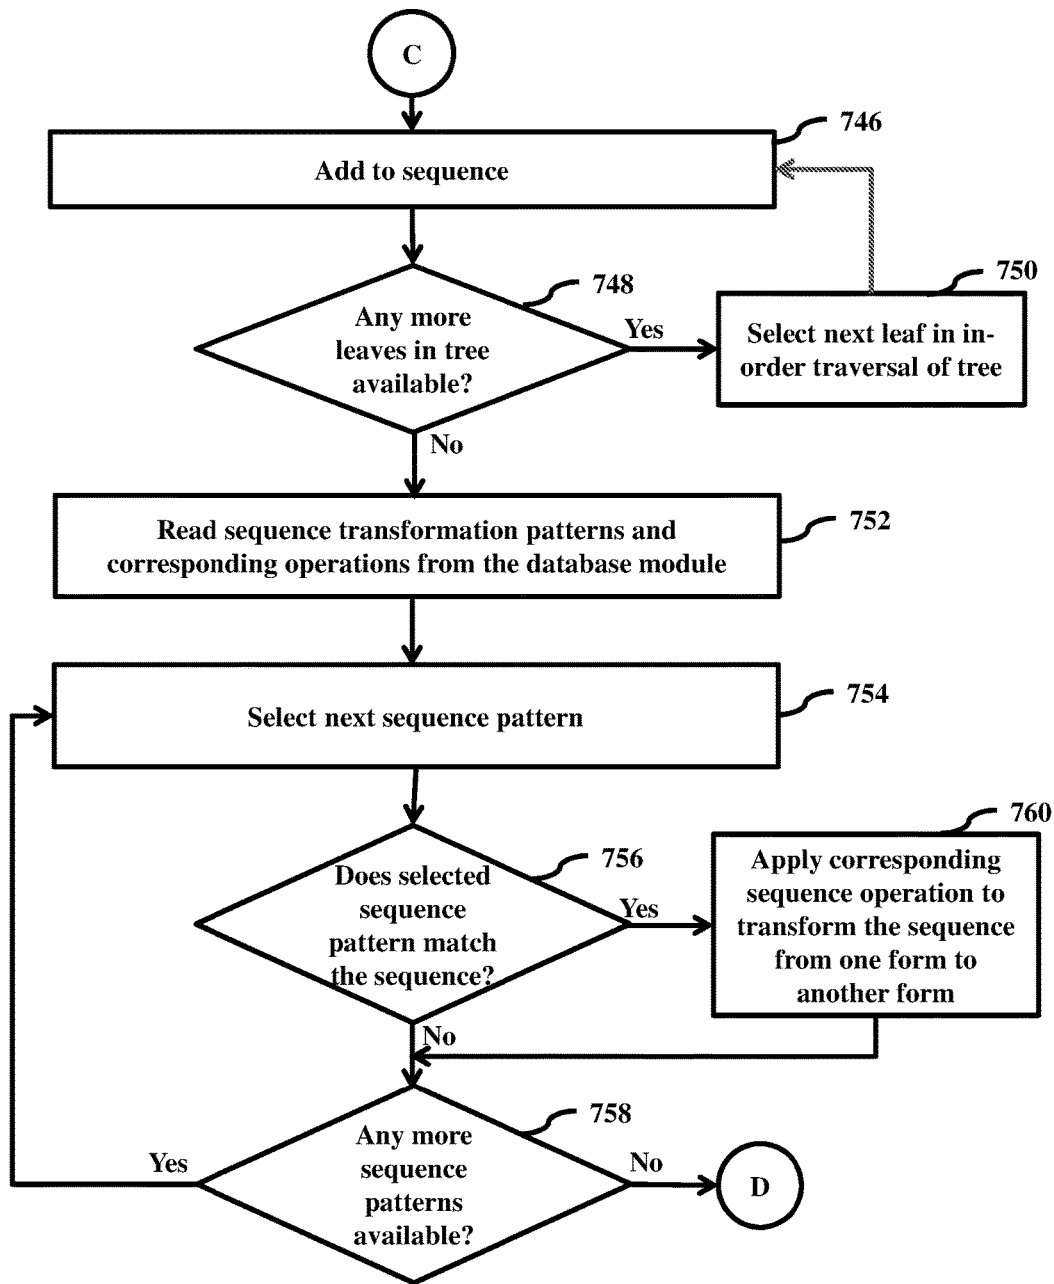 C
746
Add to sequence
750
748
Any more
leaves in tree
available?
Yes
Select next leaf in in-
order traversal of tree
No
752
Read sequence transformation patterns and
corresponding operations from the database module
754
Select next sequence pattern
760
756
Does selected
sequence
pattern match
the sequence?
Yes
Apply corresponding
sequence operation to
transform the sequence
from one form to
another form
No
758
Any more
sequence
patterns
available?
Yes
No
D